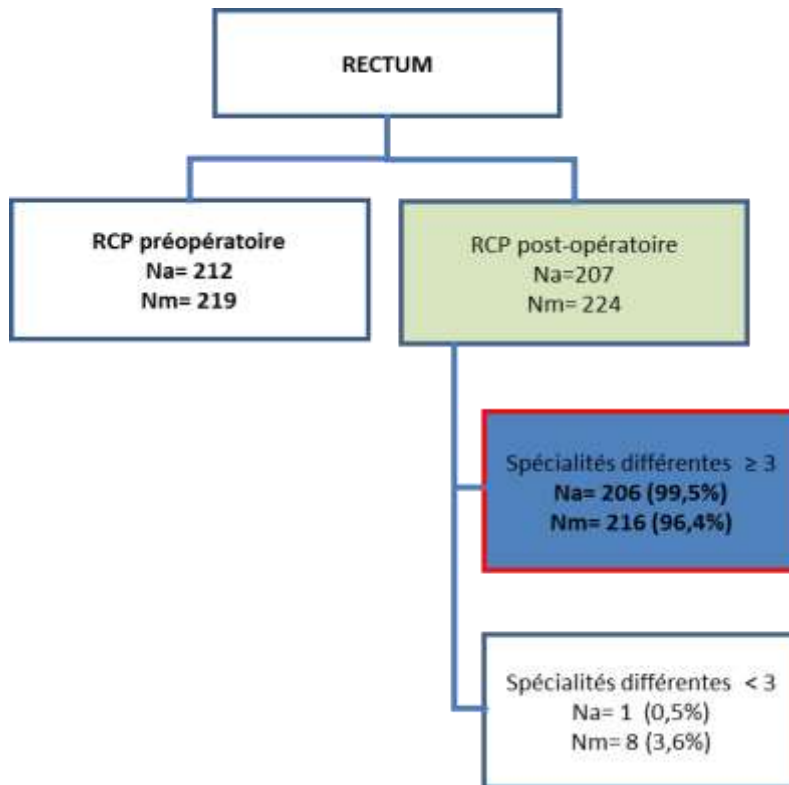 RECTUM
RCP préopératoire
Na= 212
Nm= 219
RCP post-opératoire
Na=207
Nm= 224
Spécialités différentes ≥ 3
Na= 206 (99,5%)
Nm= 216 (96,4%)
Spécialités différentes < 3
Na= 1 (0,5%)
Nm= 8 (3,6%)